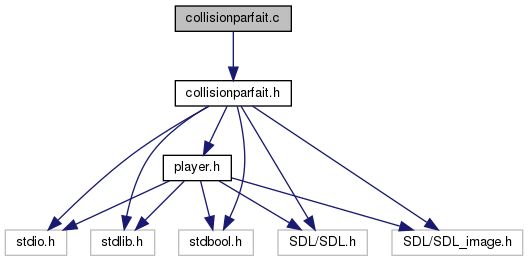 collisionparfait.c
collisionparfait.h
player.h
stdio.h
stdlib.h
stdbool.h
SDL/SDL.h
SDL/SDL_image.h